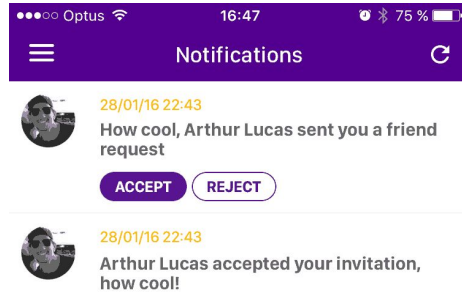 Optus 16:47 75 %
Notifications
28/01/16 22:43
How cool, Arthur Lucas sent you a friend
request
ACCEPT REJECT
28/01/16 22:43
Arthur Lucas accepted your invitation,
how cool!